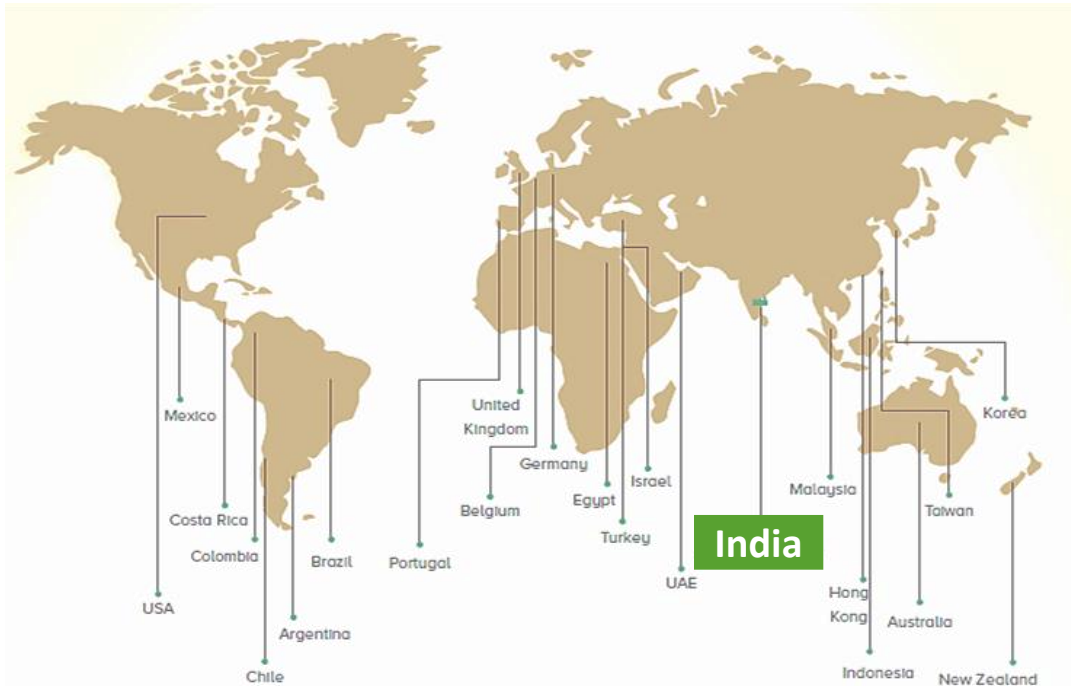 Mexico
Costa Rica
Colombia
USA
Chile
Argentina
Brazil
Portugal
United
Kingdom
Belgium
Germany
Egypt
Turkey
Israel
UAE
India
Malaysia
Hong
Kong
Indonesia
Australia
Taiwan
Korea
New Zealand